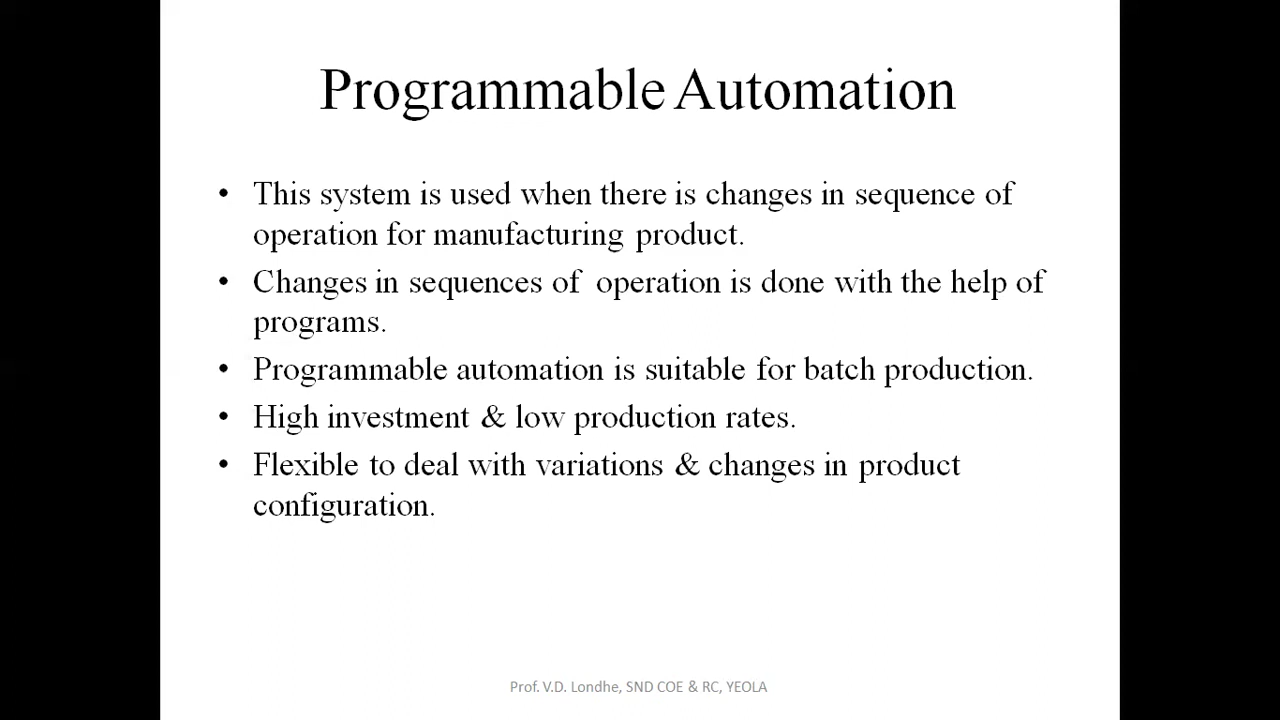 Programmable Automation
• This system is used when there is changes in sequence of
operation for manufacturing product.
• Changes in sequences of operation is done with the help of
programs.
• Programmable automation is suitable for batch production.
• High investment & low production rates.
• Flexible to deal with variations & changes in product
configuration.
Prof. V.D. Londhe, SND COE & RC, YEOLA